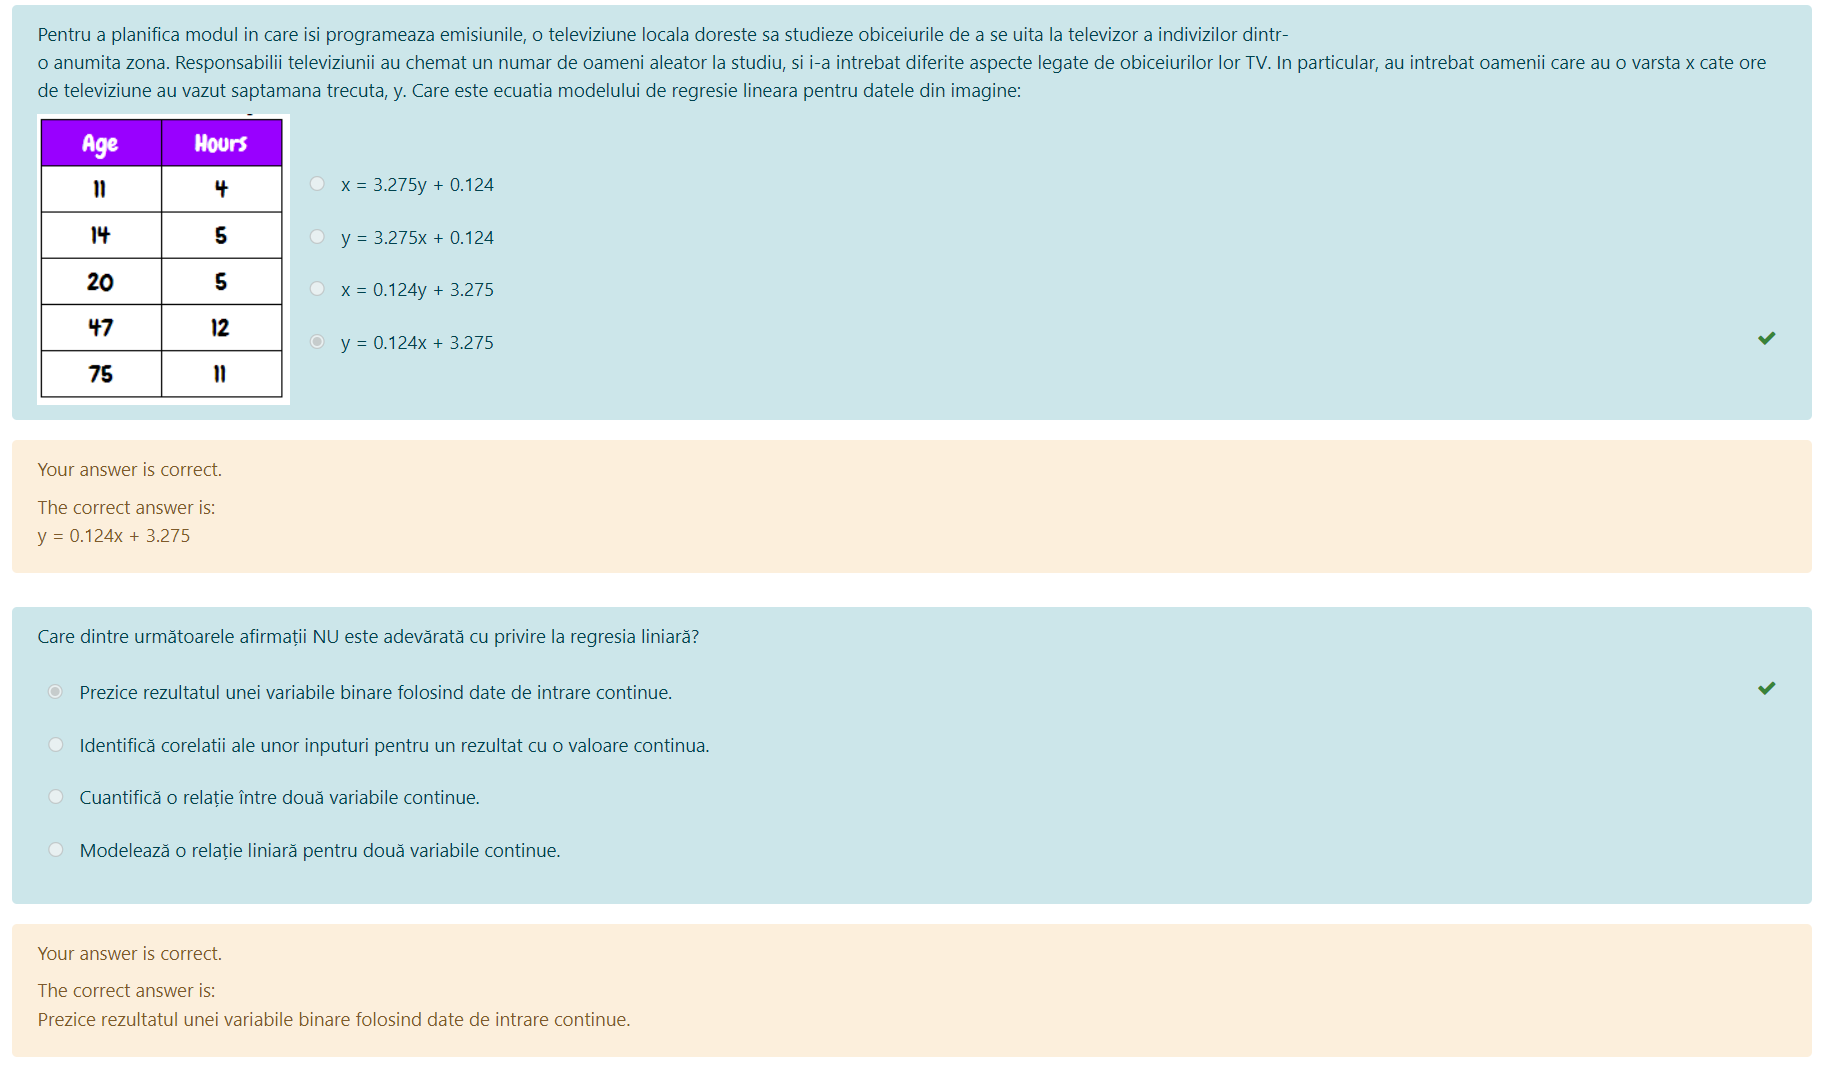 Pentru a planifica modul in care isi programeaza emisiunile, o televiziune locala doreste sa studieze obiceiurile de a se uita la televizor a indivizilor dintr-
o anumita zona. Responsabilii televiziunii au chemat un numar de oameni aleator la studiu, si i-a intrebat diferite aspecte legate de obiceiurilor lor TV. In particular, au intrebat oamenii care au o varsta x cate ore
de televiziune au vazut saptamana trecuta, y. Care este ecuatia modelului de regresie lineara pentru datele din imagine:
Age Hours
11 4
14 5
20 5
47 12
75 11
x = 3.275y + 0.124
y = 3.275x + 0.124
x = 0.124y + 3.275
y = 0.124x + 3.275
Your answer is correct.
The correct answer is:
y = 0.124x + 3.275
Care dintre următoarele afirmații NU este adevărată cu privire la regresia liniară?
Prezice rezultatul unei variabile binare folosind date de intrare continue.
Identifică corelatii ale unor inputuri pentru un rezultat cu o valoare continua.
Cuantifică o relație între două variabile continue.
Modelează o relație liniară pentru două variabile continue.
Your answer is correct.
The correct answer is:
Prezice rezultatul unei variabile binare folosind date de intrare continue.